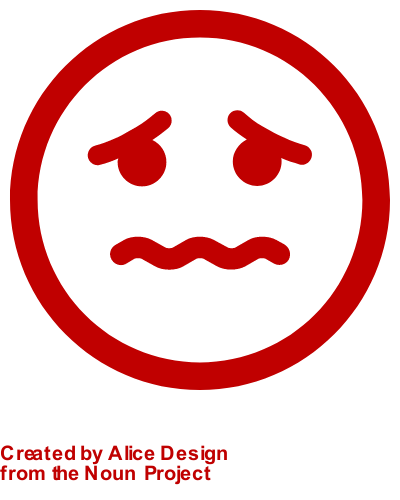 Created by Alice Design
from the Noun Project